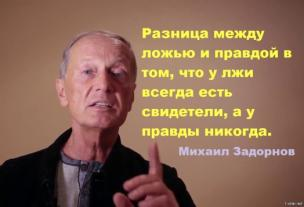 Разница между
ложью и правдой в
том, что у лжи
всегда есть
свидетели, а у
правды никогда.
Михаил Задорнов